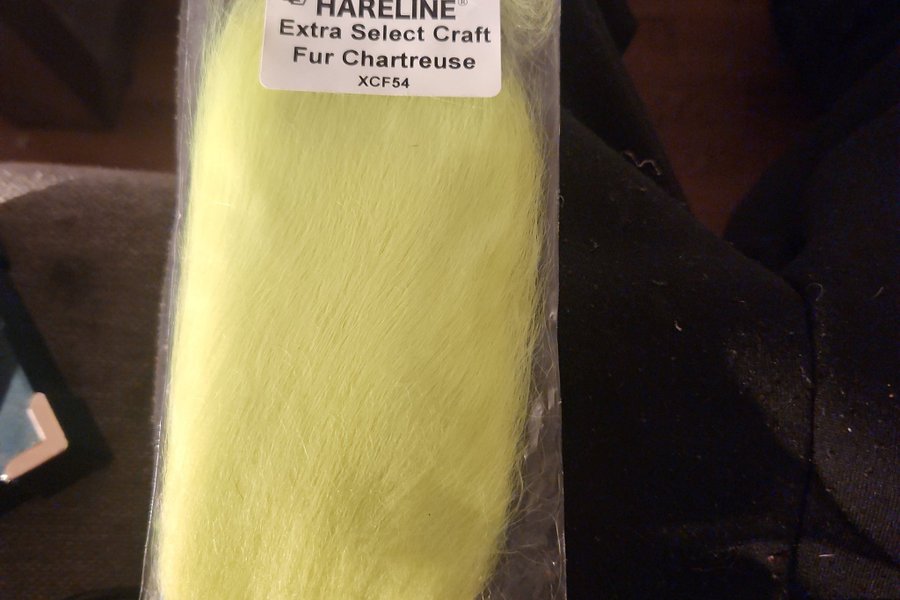 HARELINE®
Extra Select Craft
Fur Chartreuse
XCF54